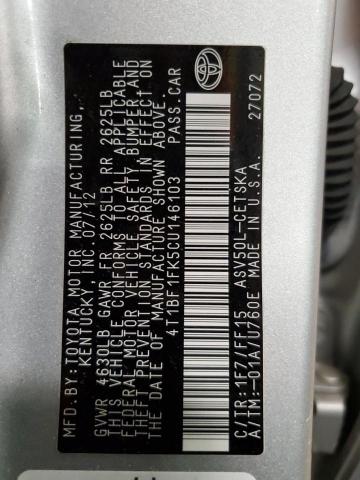 MFD. BY: TOYOTA MOTOR MANUFACTURING,
KENTUCKY, INC. 07/12
GVWR 4630LB GAWR FR 2625LB RR 2625LB
THIS VEHICLE CONFORMS TO ALL APPLICABLE
FEDERAL MOTOR VEHICLE SAFETY, BUMPER, AND
THEFT PREVENTION STANDARDS IN EFFECT ON
THE DATE OF MANUFACTURE SHOWN ABOVE.
4T1BF1FK5CU146103 PASS.CAR
C/TR:1F7/FF15 ASV50L-CETSKA
A/TM:-01A/U760E MADE IN U.S.A. 27072